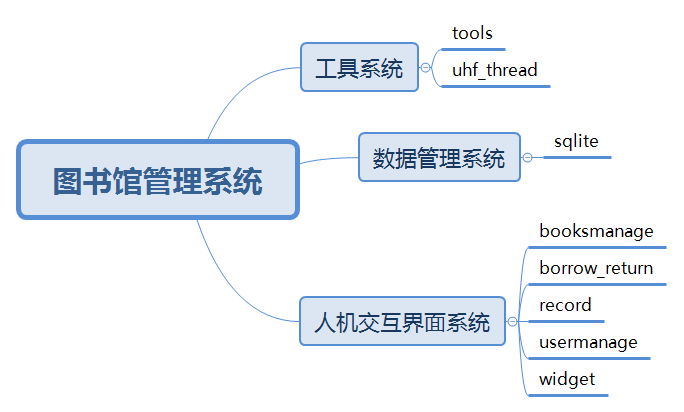 图书馆管理系统
工具系统
tools
uhf_thread
数据管理系统
sqlite
人机交互界面系统
booksmanage
borrow_return
record
usermanage
widget